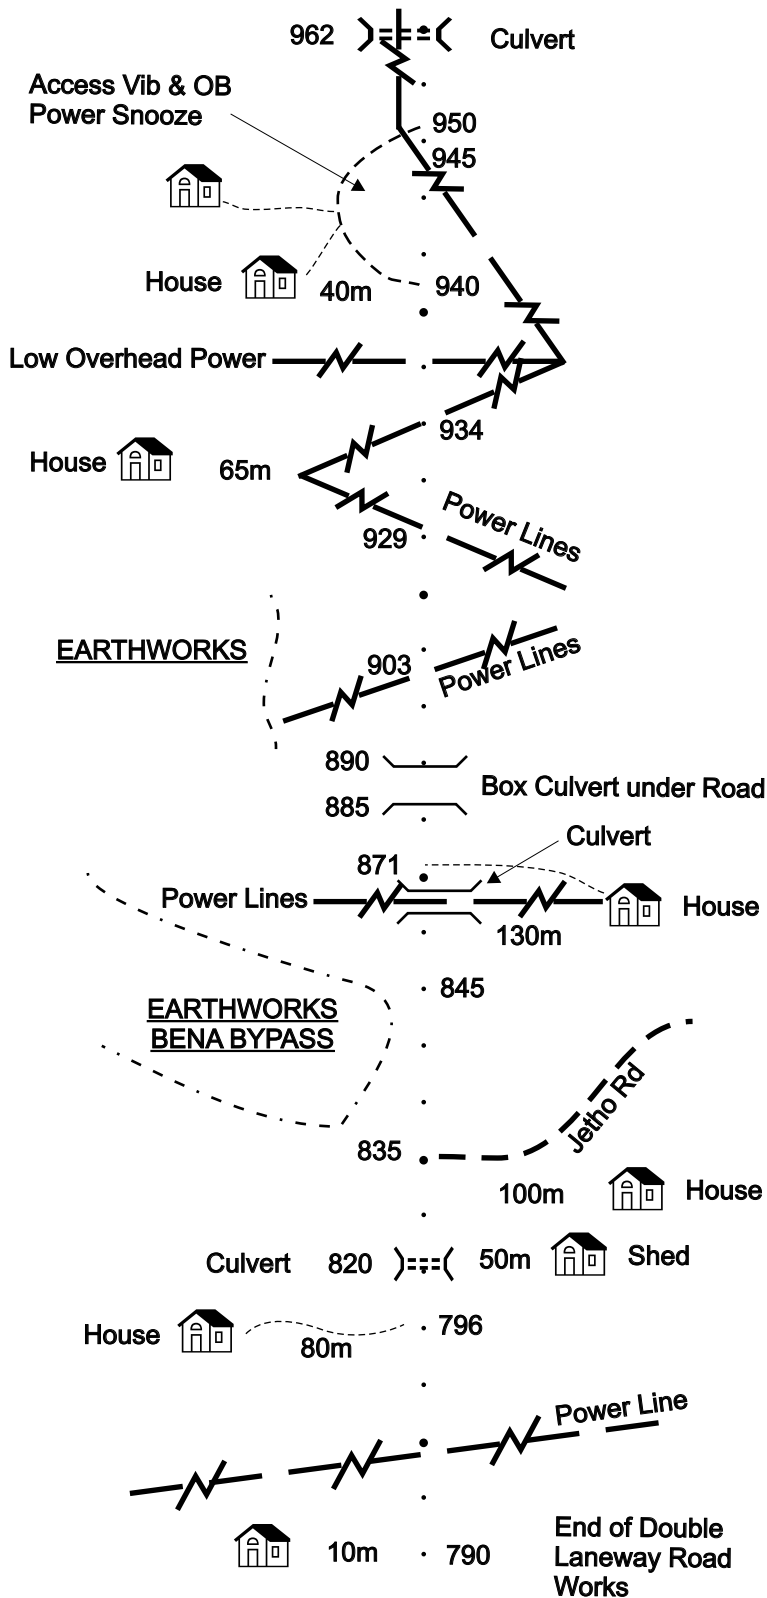 962
Culvert
Access Vib & OB
Power Snooze
950
945
House
40m
940
Low Overhead Power
934
House
65m
Power Lines
929
EARTHWORKS
903
Power Lines
890
Box Culvert under Road
885
Culvert
871
Power Lines
House
130m
845
EARTHWORKS
BENA BYPASS
Jetho Rd
835
100m
House
Culvert
820
50m
Shed
796
House
80m
Power Line
10m
790
End of Double
Laneway Road
Works